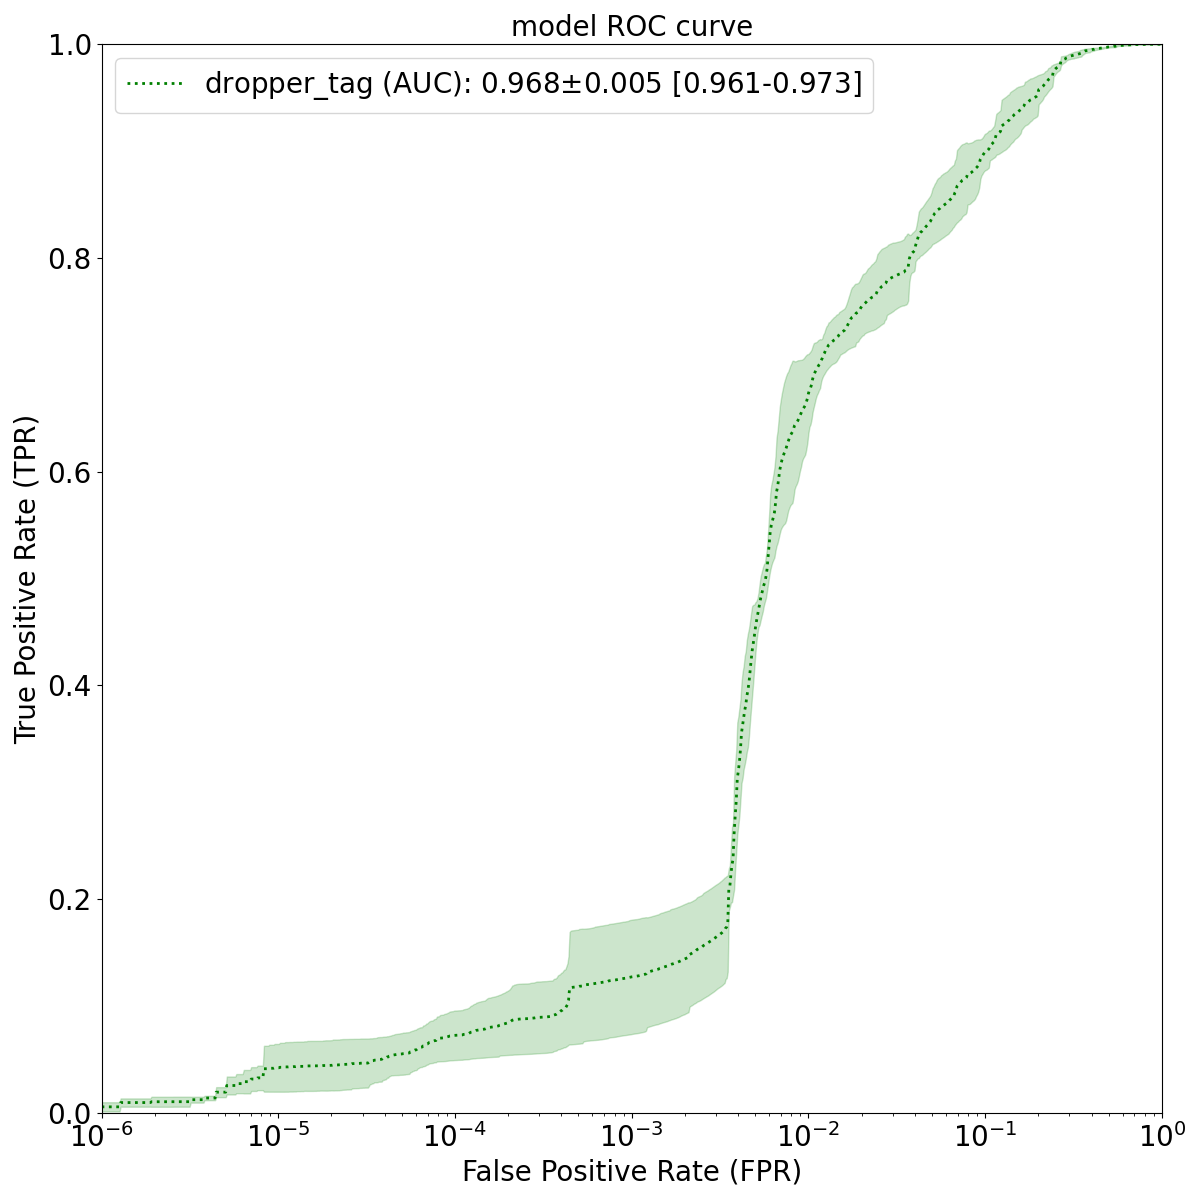 model ROC curve
dropper_tag (AUC): 0.968±0.005 [0.961-0.973]
True Positive Rate (TPR)
1.0
0.8
0.6
0.4
0.2
0.0
10⁻⁶ 10⁻⁵ 10⁻⁴ 10⁻³ 10⁻² 10⁻¹ 10⁰
False Positive Rate (FPR)